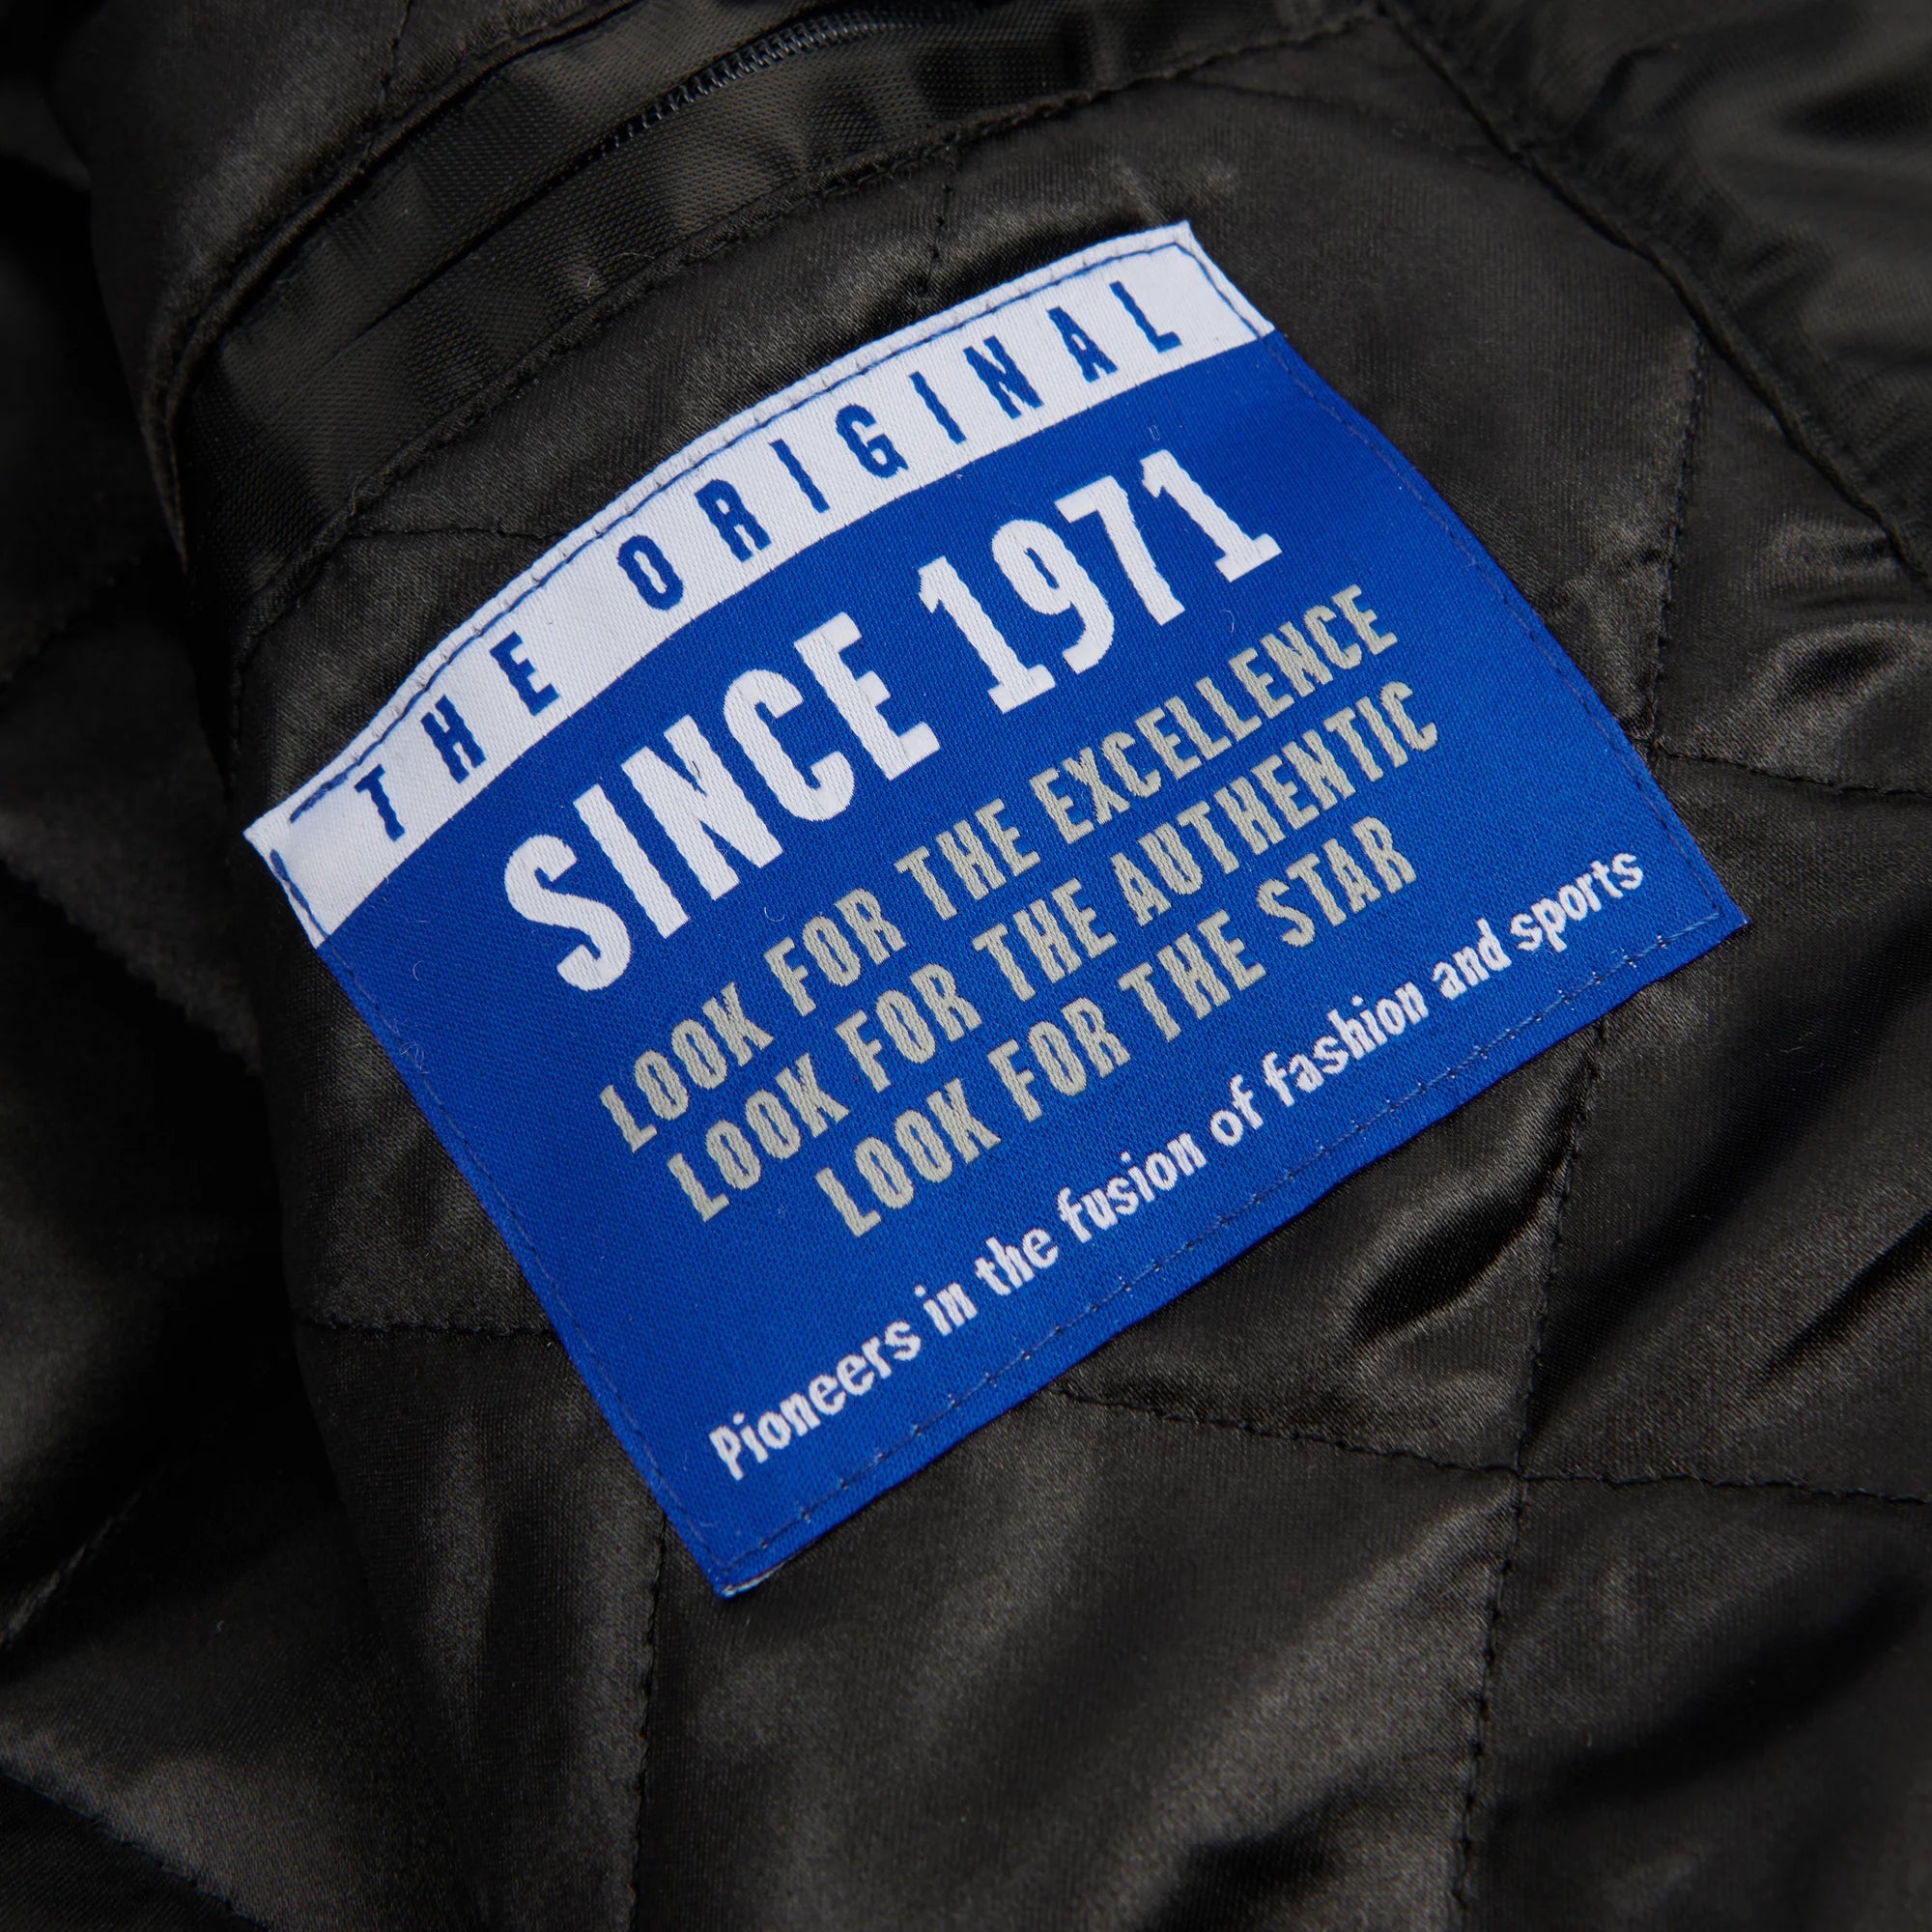 THE ORIGINAL
SINCE 1971
LOOK FOR THE EXCELLENCE
LOOK FOR THE AUTHENTIC
LOOK FOR THE STAR
Pioneers in the fusion of fashion and sports